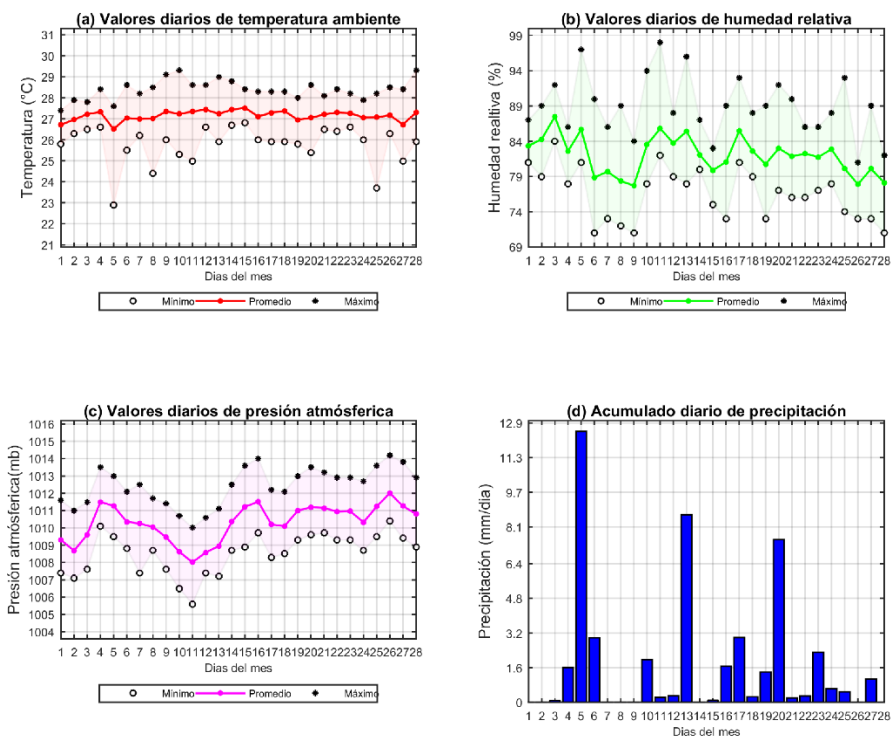 (a) Valores diarios de temperatura ambiente
31
30
29
28
27
26
25
24
23
22
21
Temperatura (°C)
1 2 3 4 5 6 7 8 9 10 11 12 13 14 15 16 17 18 19 20 21 22 23 24 25 26 27 28
Dias del mes
Mínimo Promedio Máximo
(b) Valores diarios de humedad relativa
99
94
89
84
79
74
69
Humedad realtiva (%)
1 2 3 4 5 6 7 8 9 10 11 12 13 14 15 16 17 18 19 20 21 22 23 24 25 26 27 28
Dias del mes
Mínimo Promedio Máximo
(c) Valores diarios de presión atmósferica
1016
1015
1014
1013
1012
1011
1010
1009
1008
1007
1006
1005
1004
Presión atmósferica(mb)
1 2 3 4 5 6 7 8 9 10 11 12 13 14 15 16 17 18 19 20 21 22 23 24 25 26 27 28
Dias del mes
Mínimo Promedio Máximo
(d) Acumulado diario de precipitación
12.9
11.3
9.7
8.1
6.4
4.8
3.2
1.6
0
Precipitación (mm/dia)
1 2 3 4 5 6 7 8 9 10 11 12 13 14 15 16 17 18 19 20 21 22 23 24 25 26 27 28
Dias del mes